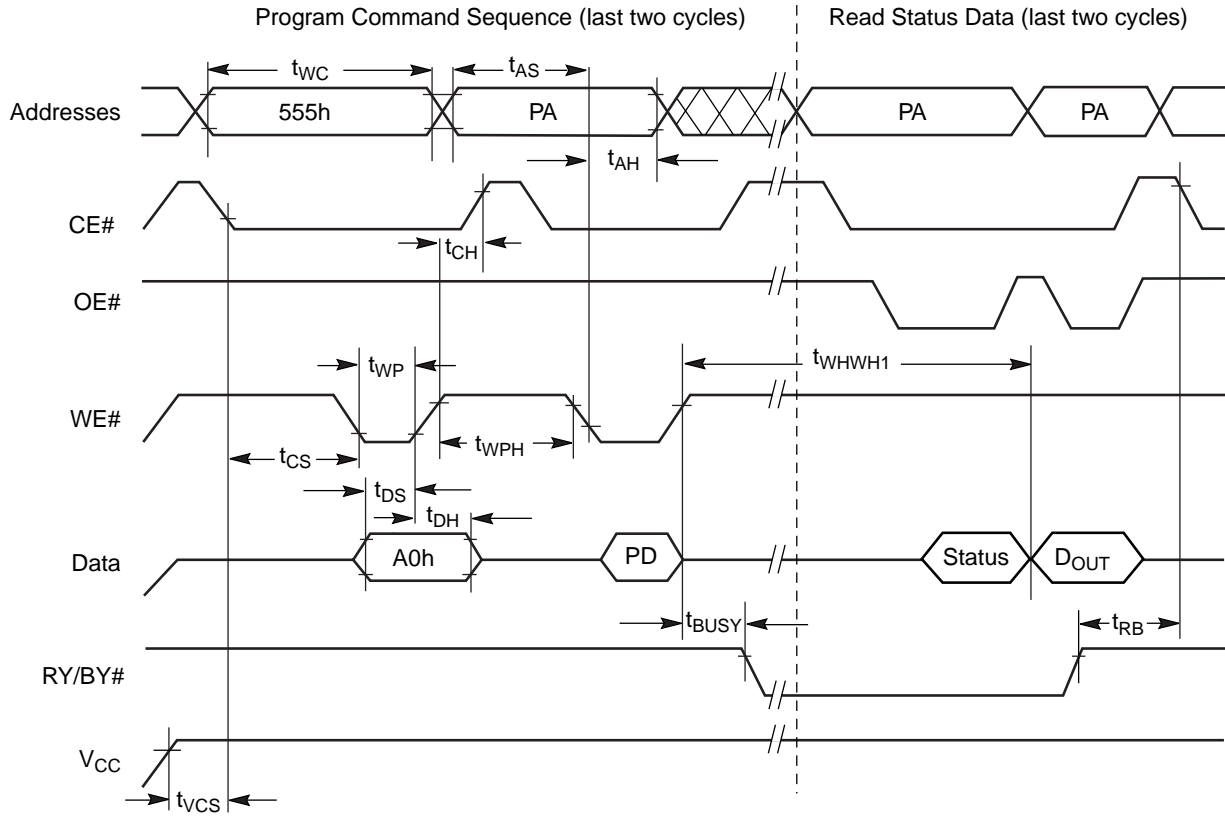 Program Command Sequence (last two cycles) Read Status Data (last two cycles)
tWC tAS
Addresses 555h PA PA PA
tAH
CE#
tCH
OE#
tWP tWHWH1
WE#
tCS tWPH
tDS
tDH
Data A0h PD Status DOUT
tBUSY tRB
RY/BY#
VCC
tVCS